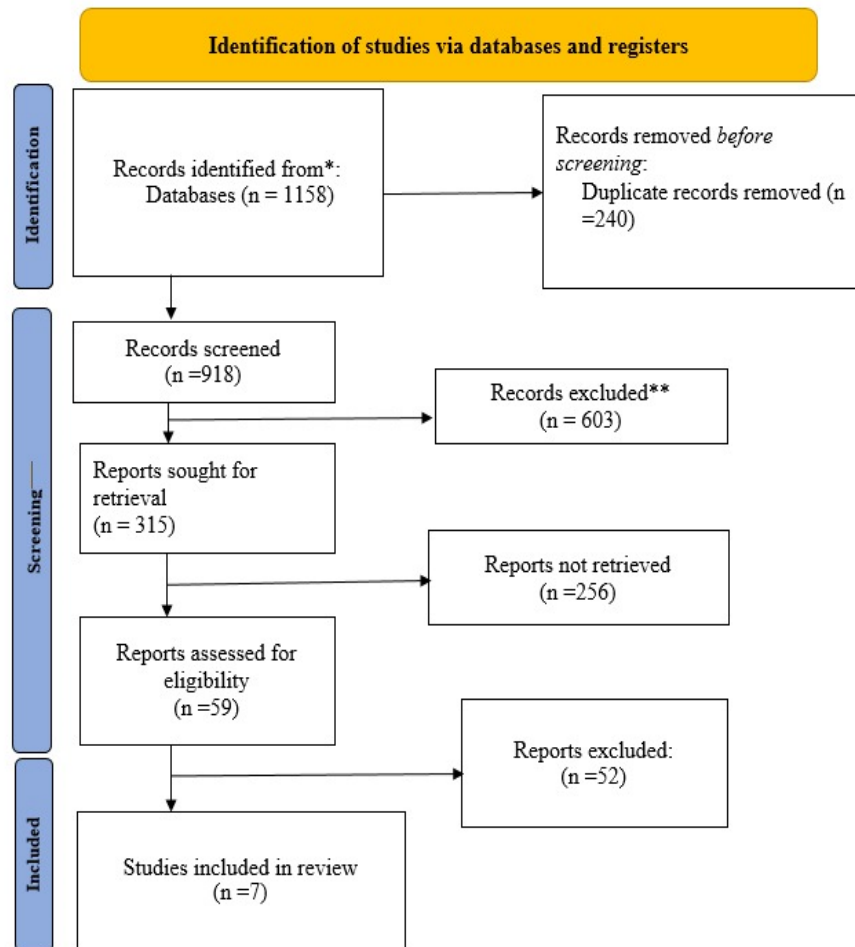 Identification of studies via databases and registers
Identification
Records identified from*:
Databases (n = 1158)
Records removed before
screening:
Duplicate records removed (n
=240)
Screening
Records screened
(n =918)
Records excluded**
(n = 603)
Reports sought for
retrieval
(n = 315)
Reports not retrieved
(n =256)
Reports assessed for
eligibility
(n =59)
Reports excluded:
(n =52)
Included
Studies included in review
(n =7)